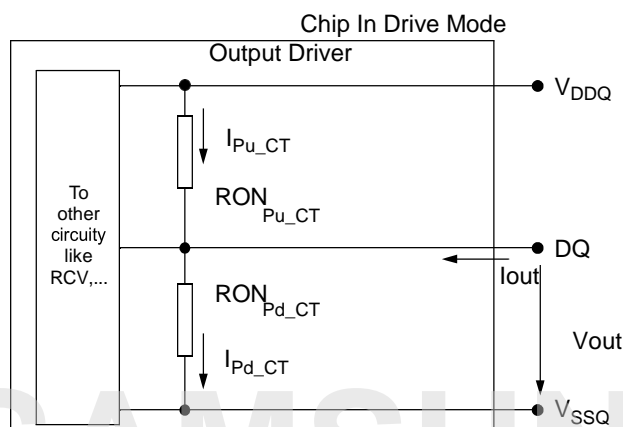 Chip In Drive Mode
Output Driver
VDDQ
IPu_CT
RONPu_CT
To
other
circuity
like
RCV,...
DQ
Iout
RONPd_CT
IPd_CT
Vout
VSSQ